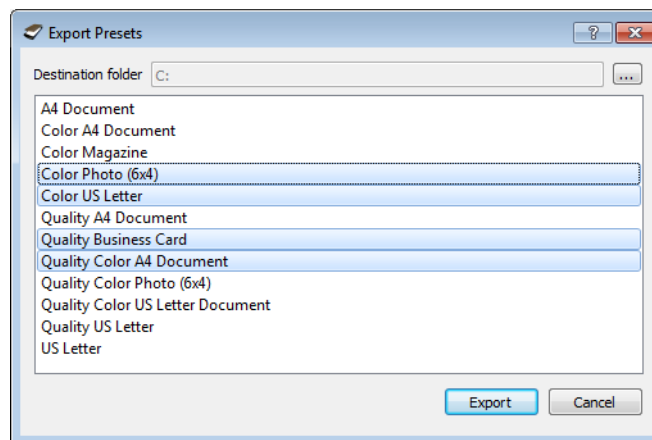 Export Presets
Destination folder C:
...
A4 Document
Color A4 Document
Color Magazine
Color Photo (6x4)
Color US Letter
Quality A4 Document
Quality Business Card
Quality Color A4 Document
Quality Color Photo (6x4)
Quality Color US Letter Document
Quality US Letter
US Letter
Export Cancel